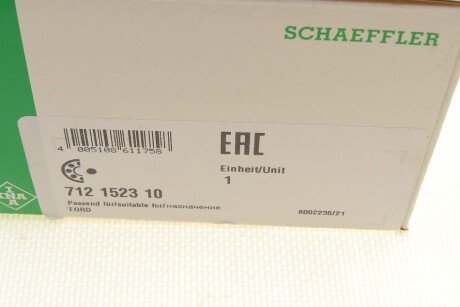 SCHAEFFLER
4 005108 611758
EAC
Einheit/Unit
1
712 1523 10
Passend für/suitable for/назначение
FORD
6002235/21
INA